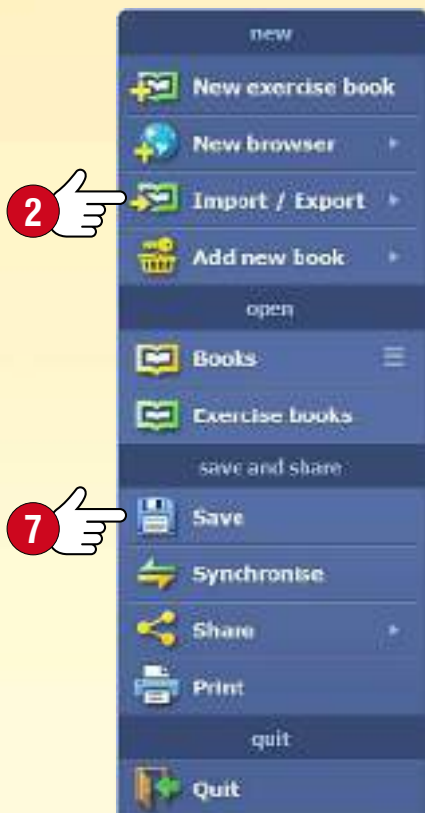 new
New exercise book
New browser
2
Import / Export
Add new book
open
Books
Exercise books
save and share
7
Save
Synchronise
Share
Print
quit
Quit